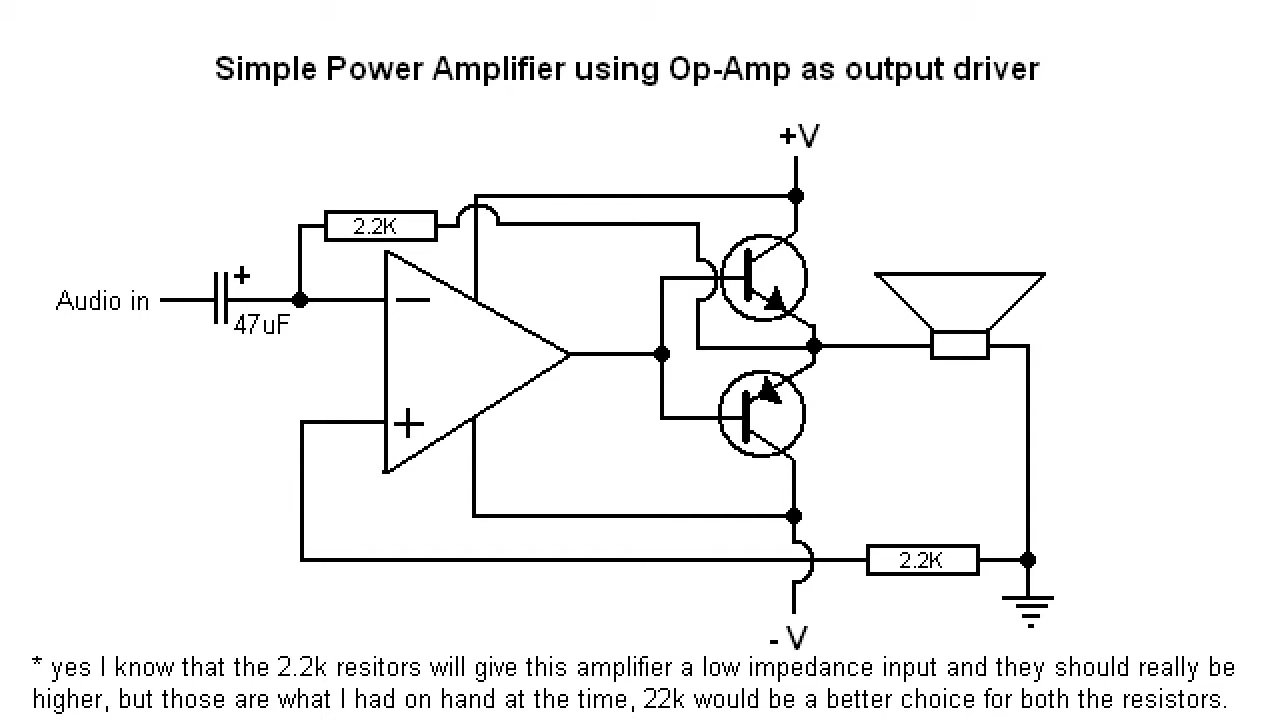 Simple Power Amplifier using Op-Amp as output driver
+V
2.2K
+
Audio in
47uF
−
+
2.2K
- V
* yes I know that the 2.2k resitors will give this amplifier a low impedance input and they should really be
higher, but those are what I had on hand at the time, 22k would be a better choice for both the resistors.